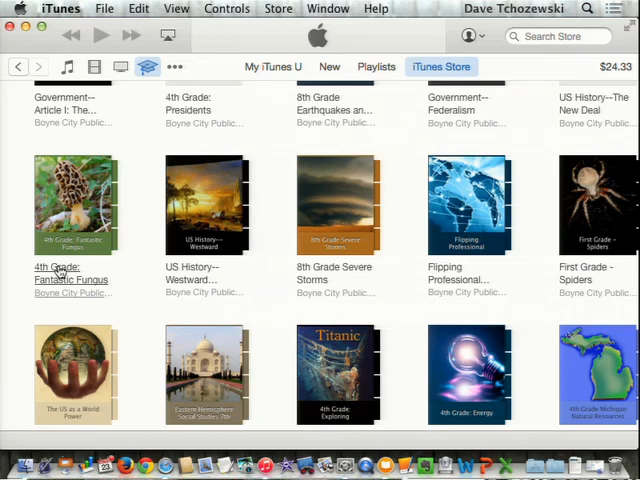 iTunes File Edit View Controls Store Window Help Dave Tchozewski
Search Store
My iTunes U New Playlists iTunes Store $24.33
Government--
Article I: The...
Boyne City Public...
4th Grade:
Presidents
Boyne City Public...
8th Grade
Earthquakes an...
Boyne City Public...
Government--
Federalism
Boyne City Public...
US History--The
New Deal
Boyne City Public...
4th Grade: Fantastic
Fungus
US History--
Westward
8th Grade Severe
Storms
Flipping
Professional
First Grade -
Spiders
4th Grade:
Fantastic Fungus
Boyne City Public...
US History--
Westward...
Boyne City Public...
8th Grade Severe
Storms
Boyne City Public...
Flipping
Professional...
Boyne City Public...
First Grade -
Spiders
Boyne City Public...
The US as a World
Power
Eastern Hemisphere
Social Studies 7th
Titanic
4th Grade:
Exploring
4th Grade: Energy
4th Grade Michigan
Natural Resources